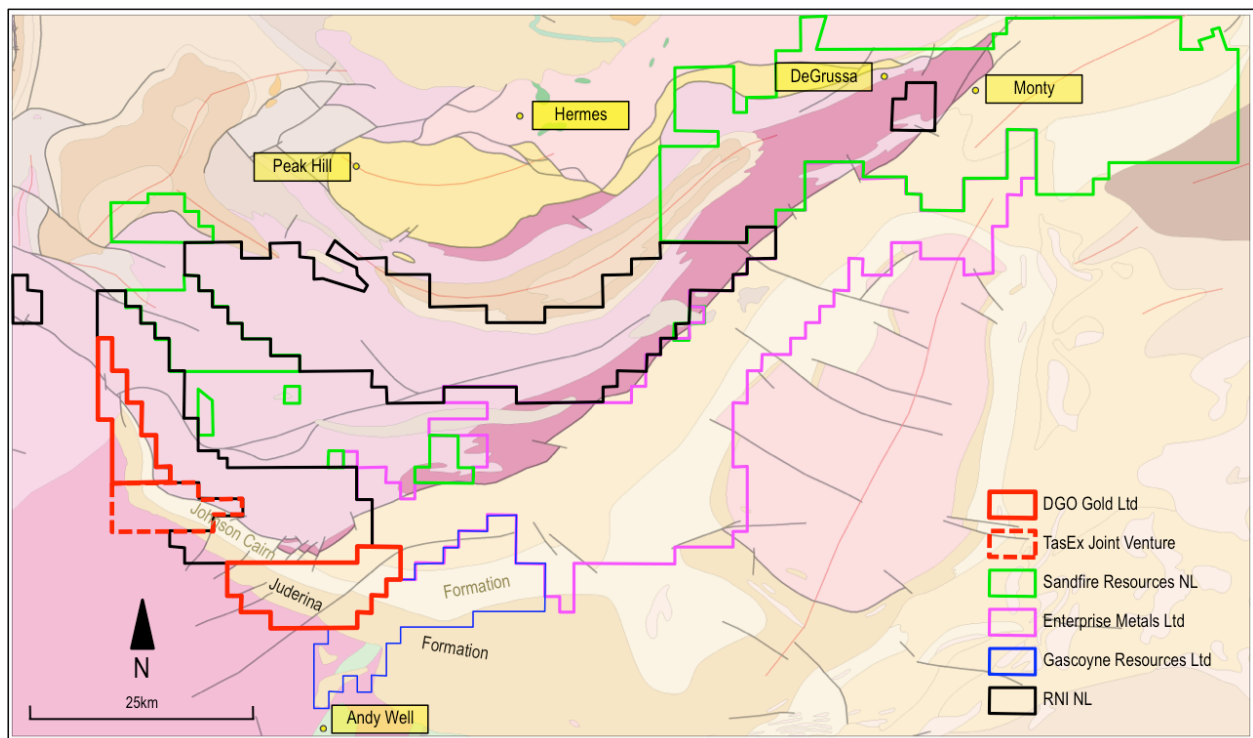 DeGrussa
Monty
Hermes
Peak Hill
Johnson Cairn
Formation
Juderina
Formation
N
25km
Andy Well
DGO Gold Ltd
TasEx Joint Venture
Sandfire Resources NL
Enterprise Metals Ltd
Gascoyne Resources Ltd
RNI NL